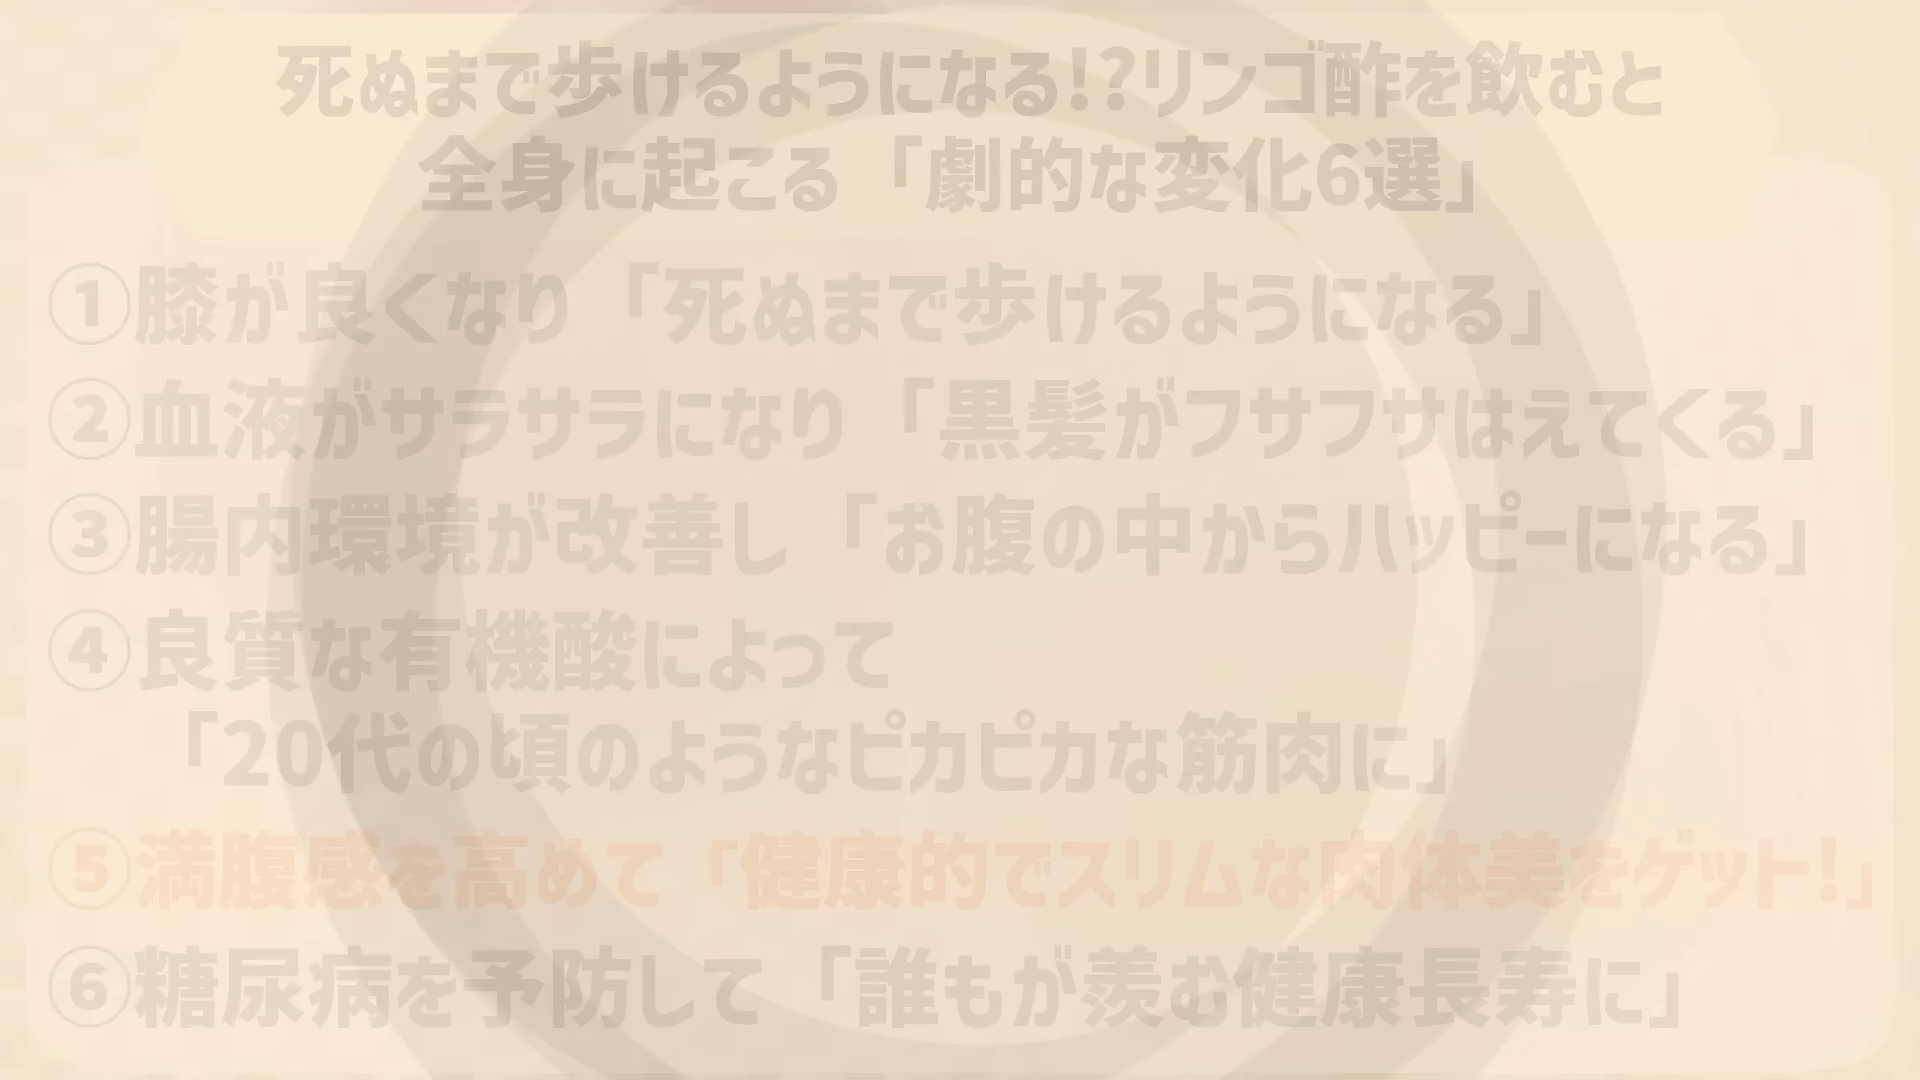 死ぬまで歩けるようになる!?リンゴ酢を飲むと
全身に起こる「劇的な変化6選」
①膝が良くなり「死ぬまで歩けるようになる」
②血液がサラサラになり「黒髪がフサフサはえてくる」
③腸内環境が改善し「お腹の中からハッピーになる」
④良質な有機酸によって
「20代の頃のようなピカピカな筋肉に」
⑤満腹感を高めて「健康的でスリムな肉体美をゲット!」
⑥糖尿病を予防して「誰もが羨む健康長寿に」